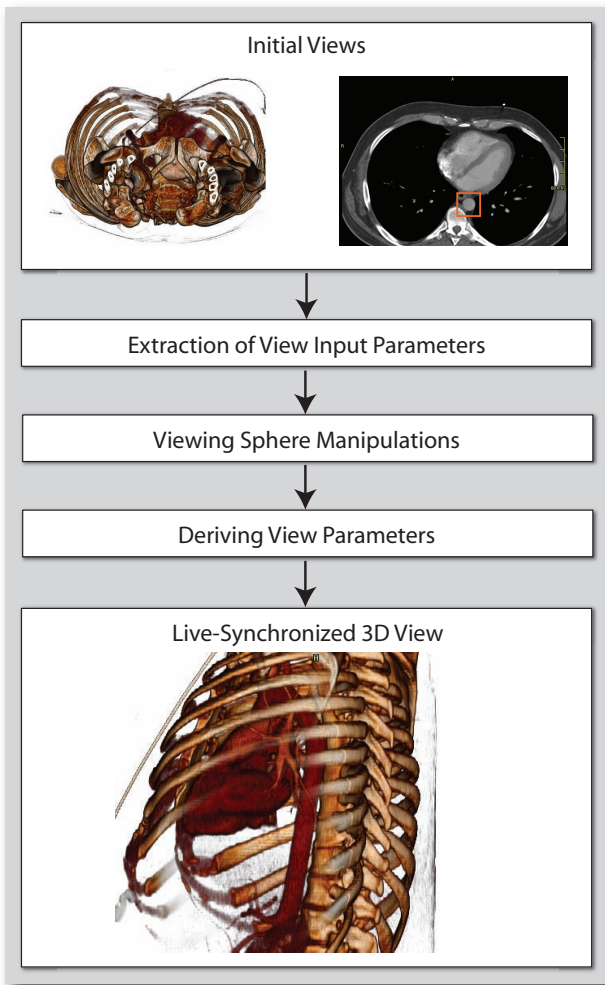 Initial Views
A
Extraction of View Input Parameters
Viewing Sphere Manipulations
Deriving View Parameters
Live-Synchronized 3D View
H